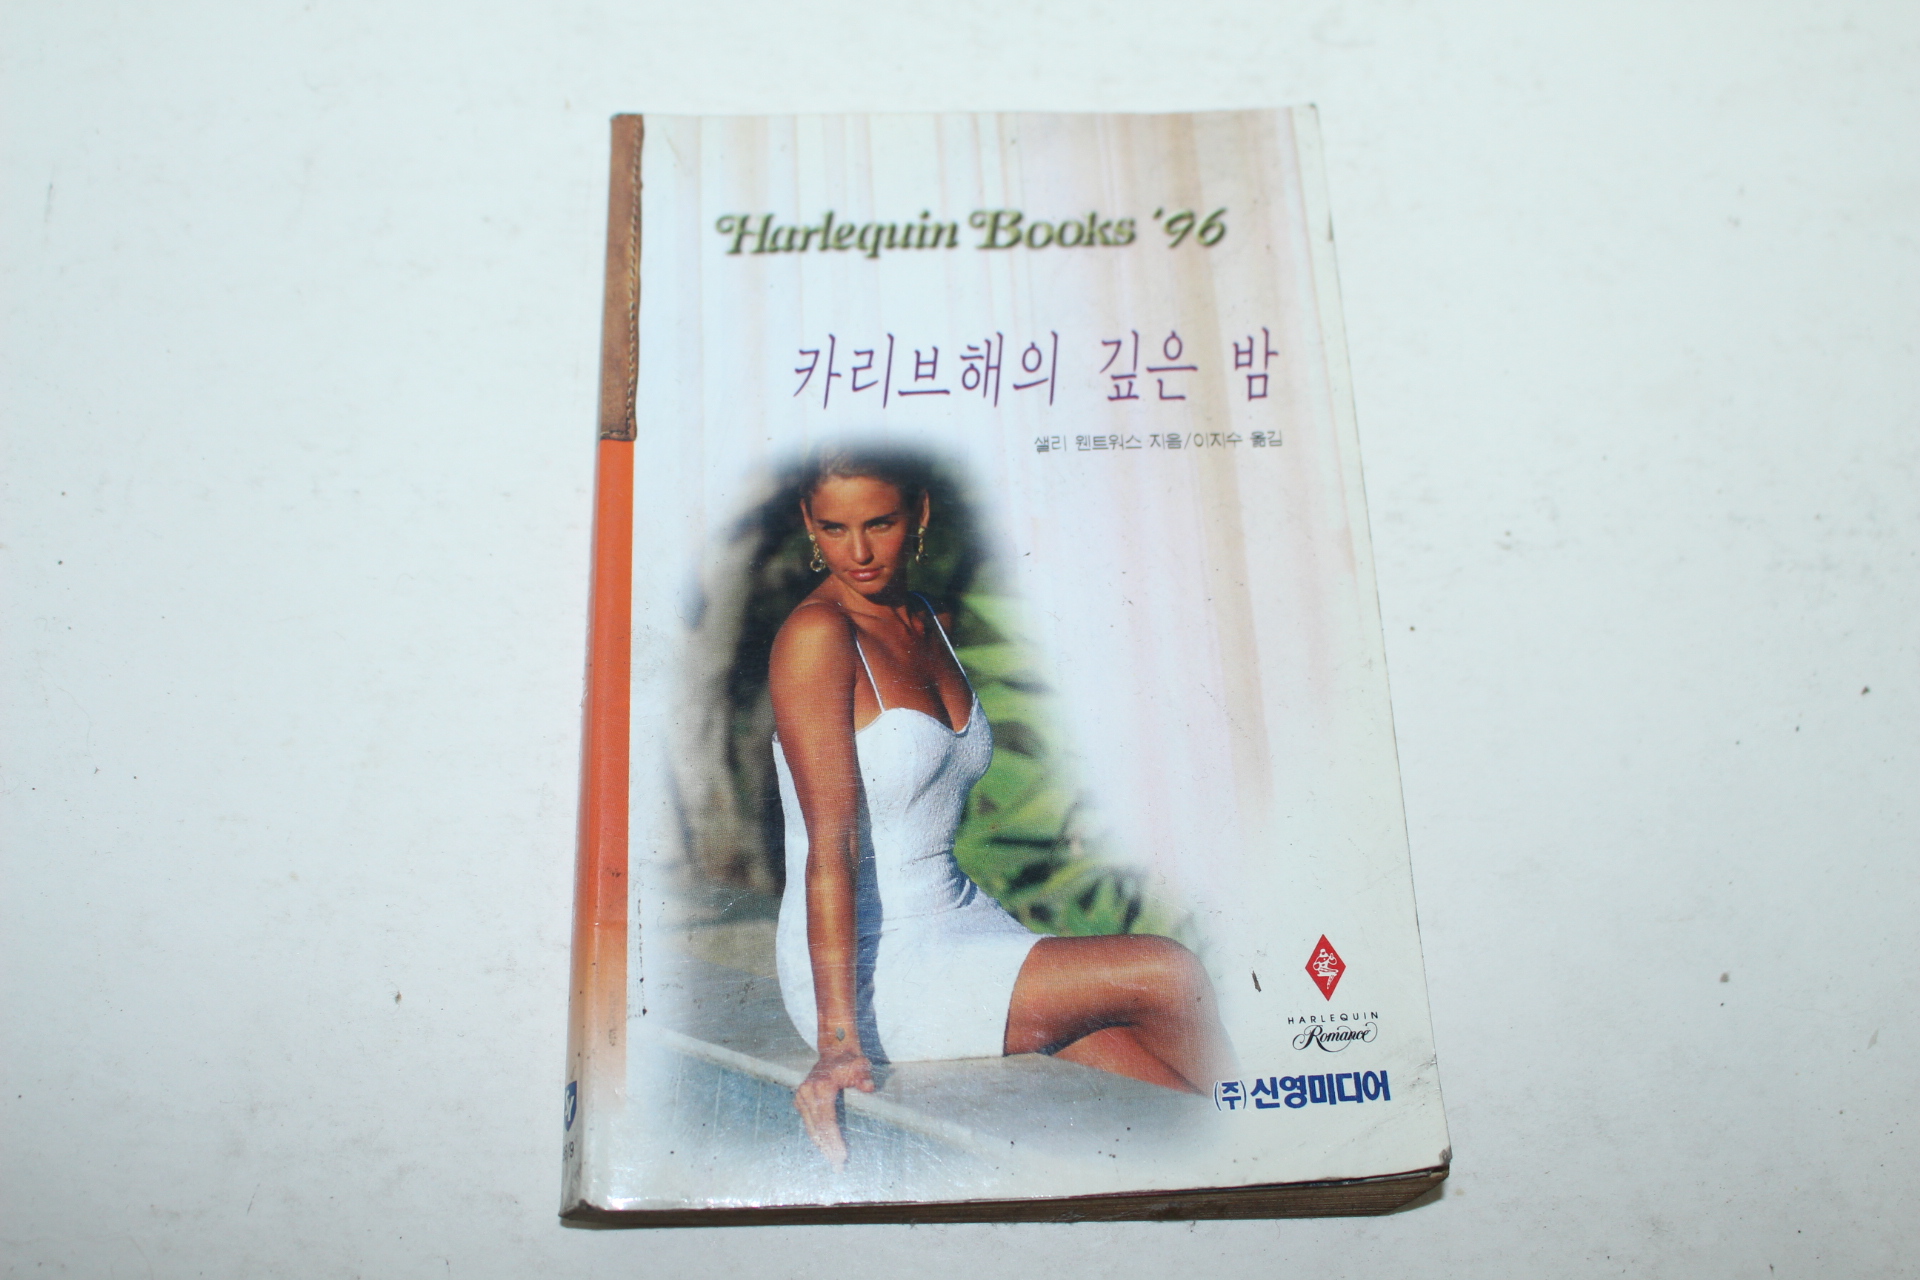 Harlequin Books '96
카리브해의 깊은 밤
샐리 웬트워스 지음/이지수 옮김
HARLEQUIN
Romance
(주)신영미디어